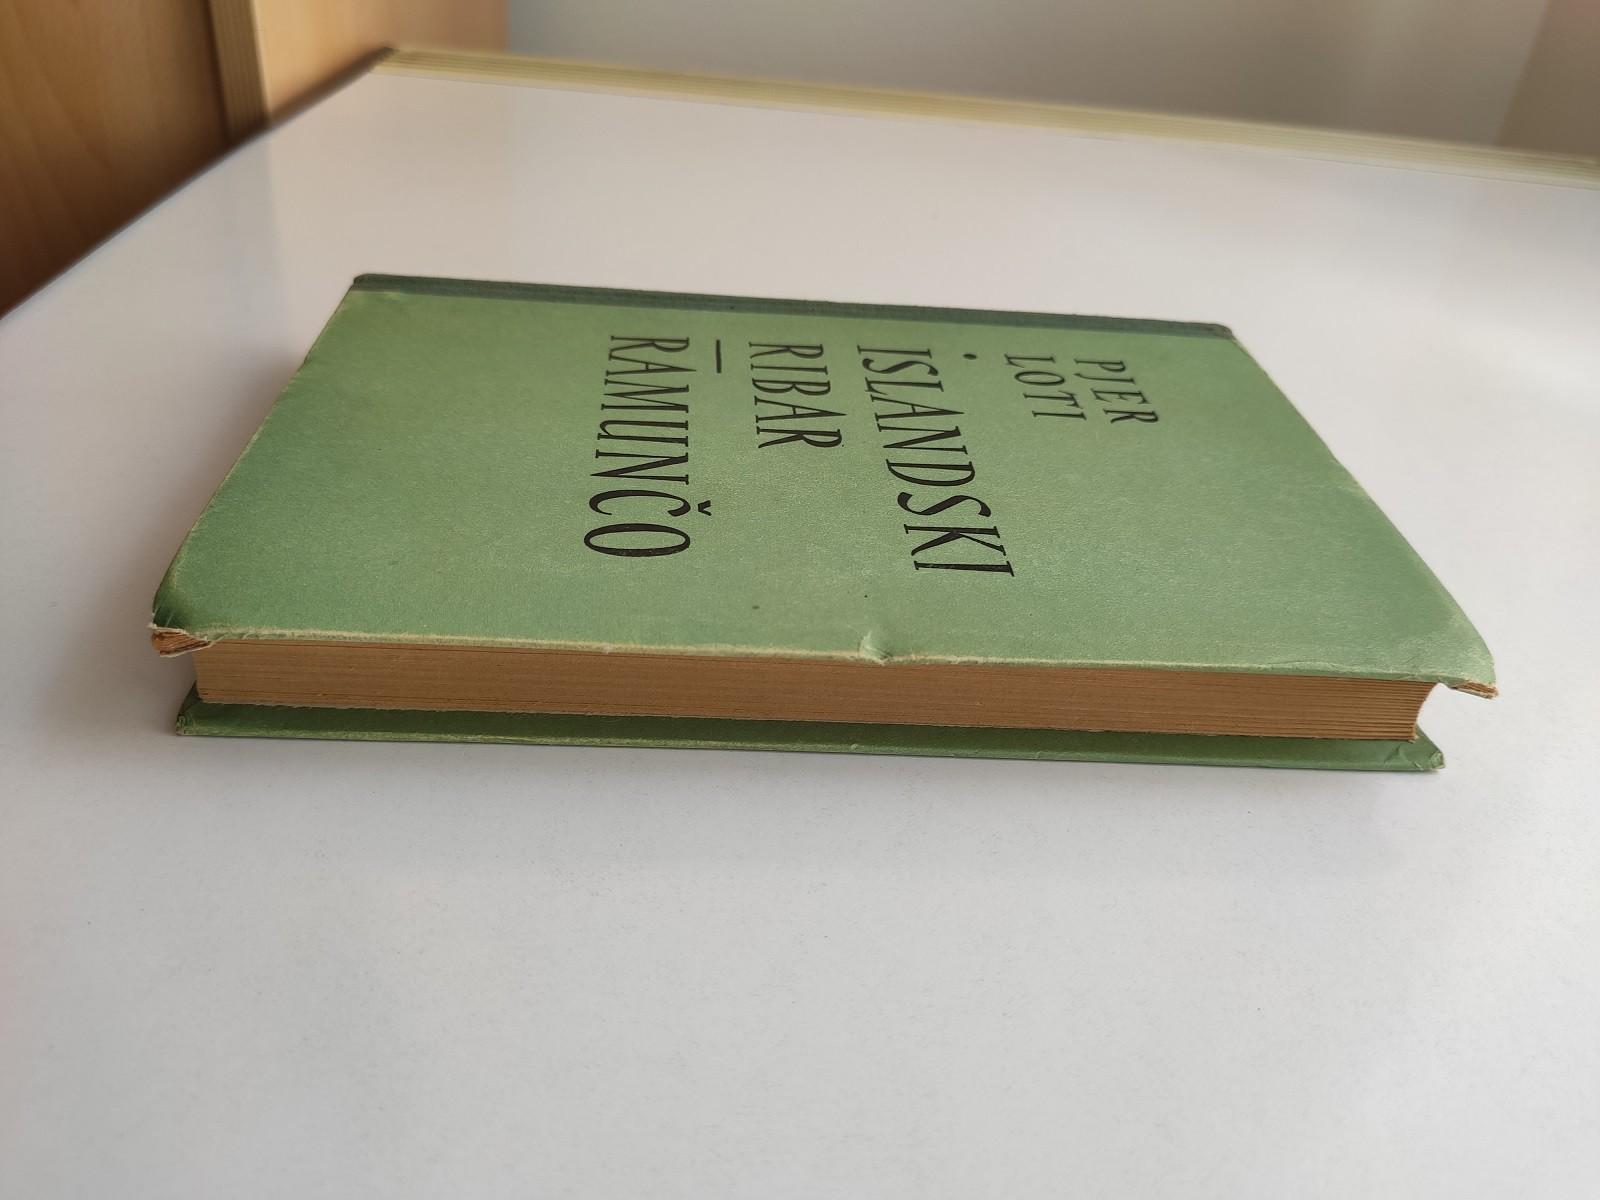 PJER
LOTI
•
ISLANDSKI
RIBAR
—
RAMUNČO